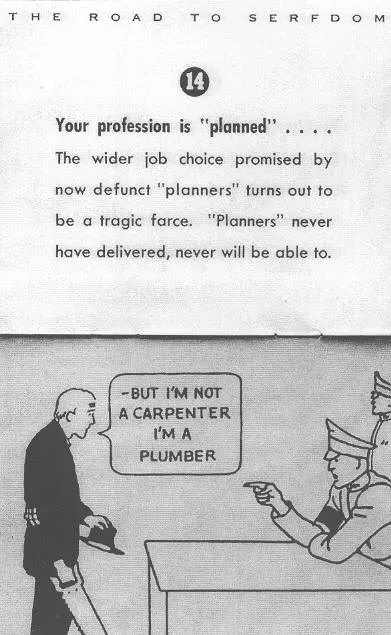 THE ROAD TO SERFDOM
14
Your profession is "planned" . . . .
The wider job choice promised by
now defunct "planners" turns out to
be a tragic farce. "Planners" never
have delivered, never will be able to.
-BUT I'M NOT
A CARPENTER
I'M A
PLUMBER